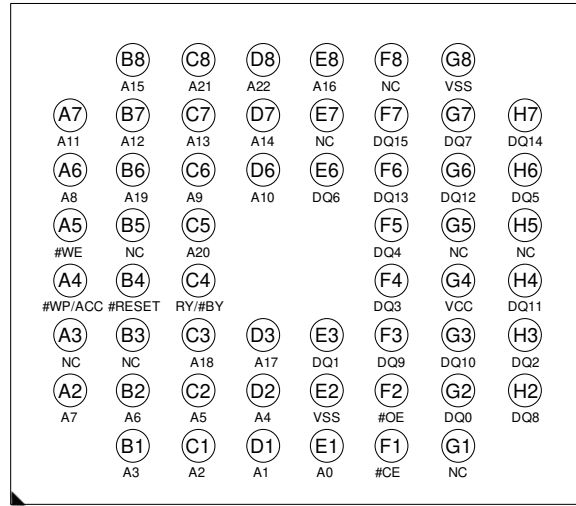 B8 C8 D8 E8 F8 G8
A15 A21 A22 A16 NC VSS
A7 B7 C7 D7 E7 F7 G7 H7
A11 A12 A13 A14 NC DQ15 DQ7 DQ14
A6 B6 C6 D6 E6 F6 G6 H6
A8 A19 A9 A10 DQ6 DQ13 DQ12 DQ5
A5 B5 C5 F5 G5 H5
#WE NC A20 DQ4 NC NC
A4 B4 C4 F4 G4 H4
#WP/ACC #RESET RY/#BY DQ3 VCC DQ11
A3 B3 C3 D3 E3 F3 G3 H3
NC NC A18 A17 DQ1 DQ9 DQ10 DQ2
A2 B2 C2 D2 E2 F2 G2 H2
A7 A6 A5 A4 VSS #OE DQ0 DQ8
B1 C1 D1 E1 F1 G1
A3 A2 A1 A0 #CE NC